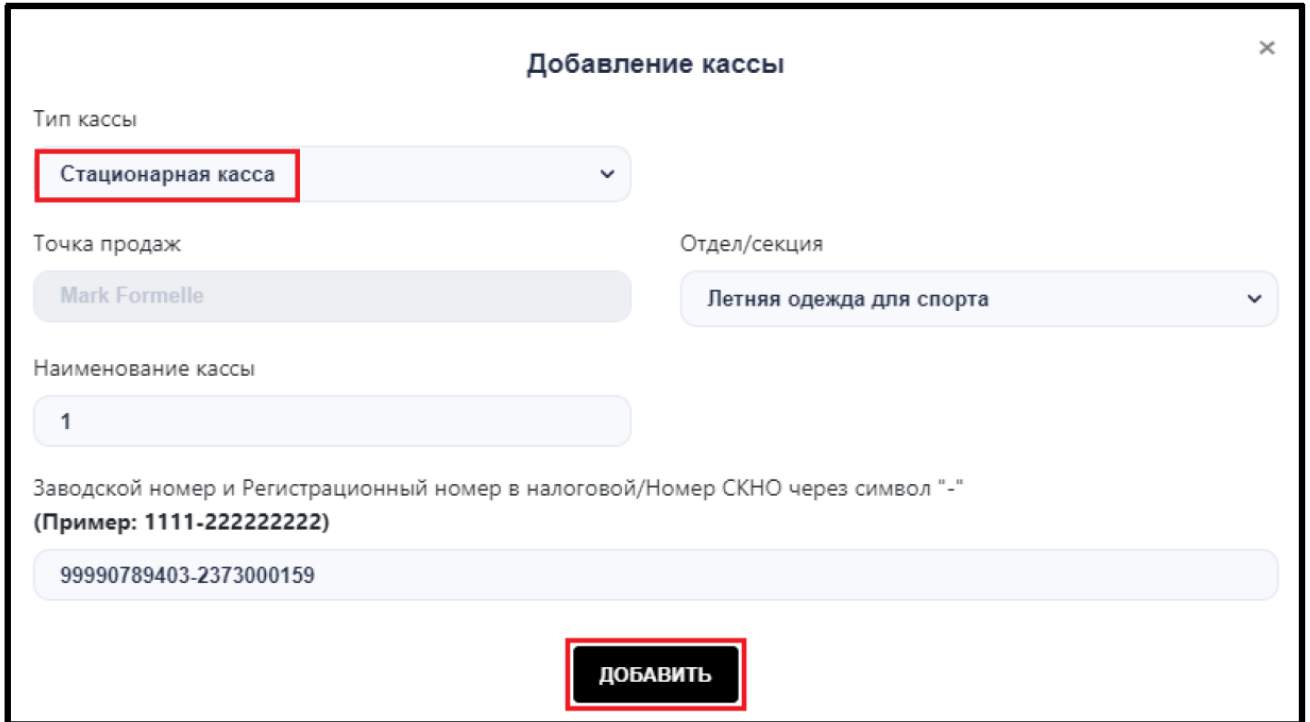 Добавление кассы
×
Тип кассы
Стационарная касса
Точка продаж
Отдел/секция
Mark Formelle
Летняя одежда для спорта
Наименование кассы
1
Заводской номер и Регистрационный номер в налоговой/Номер СКНО через символ "-"
(Пример: 1111-222222222)
99990789403-2373000159
ДОБАВИТЬ